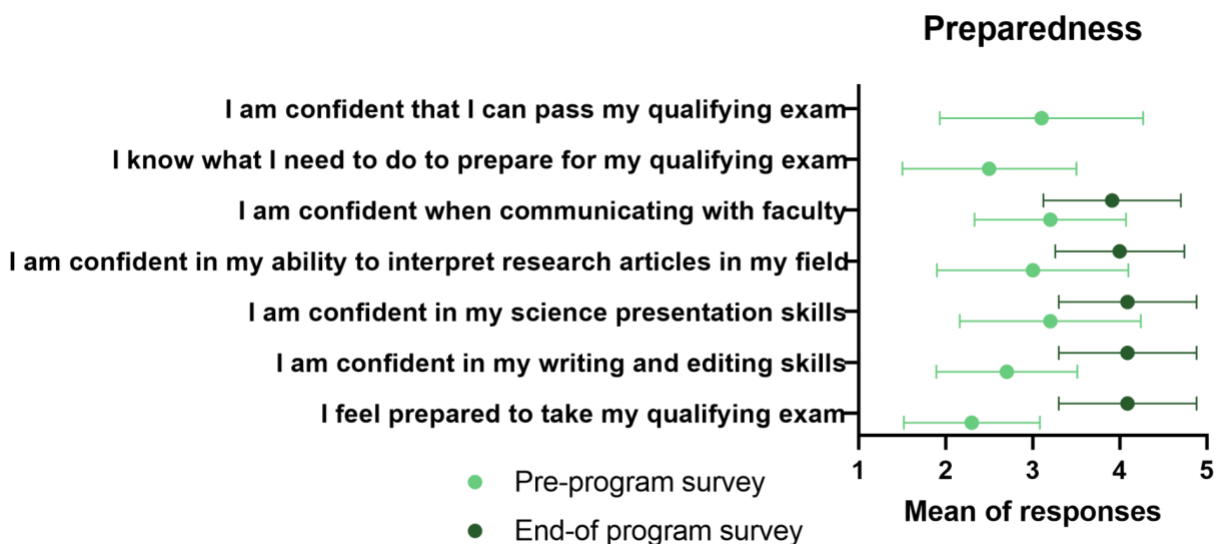 Preparedness
I am confident that I can pass my qualifying exam
I know what I need to do to prepare for my qualifying exam
I am confident when communicating with faculty
I am confident in my ability to interpret research articles in my field
I am confident in my science presentation skills
I am confident in my writing and editing skills
I feel prepared to take my qualifying exam
1 2 3 4 5
Mean of responses
Pre-program survey
End-of program survey